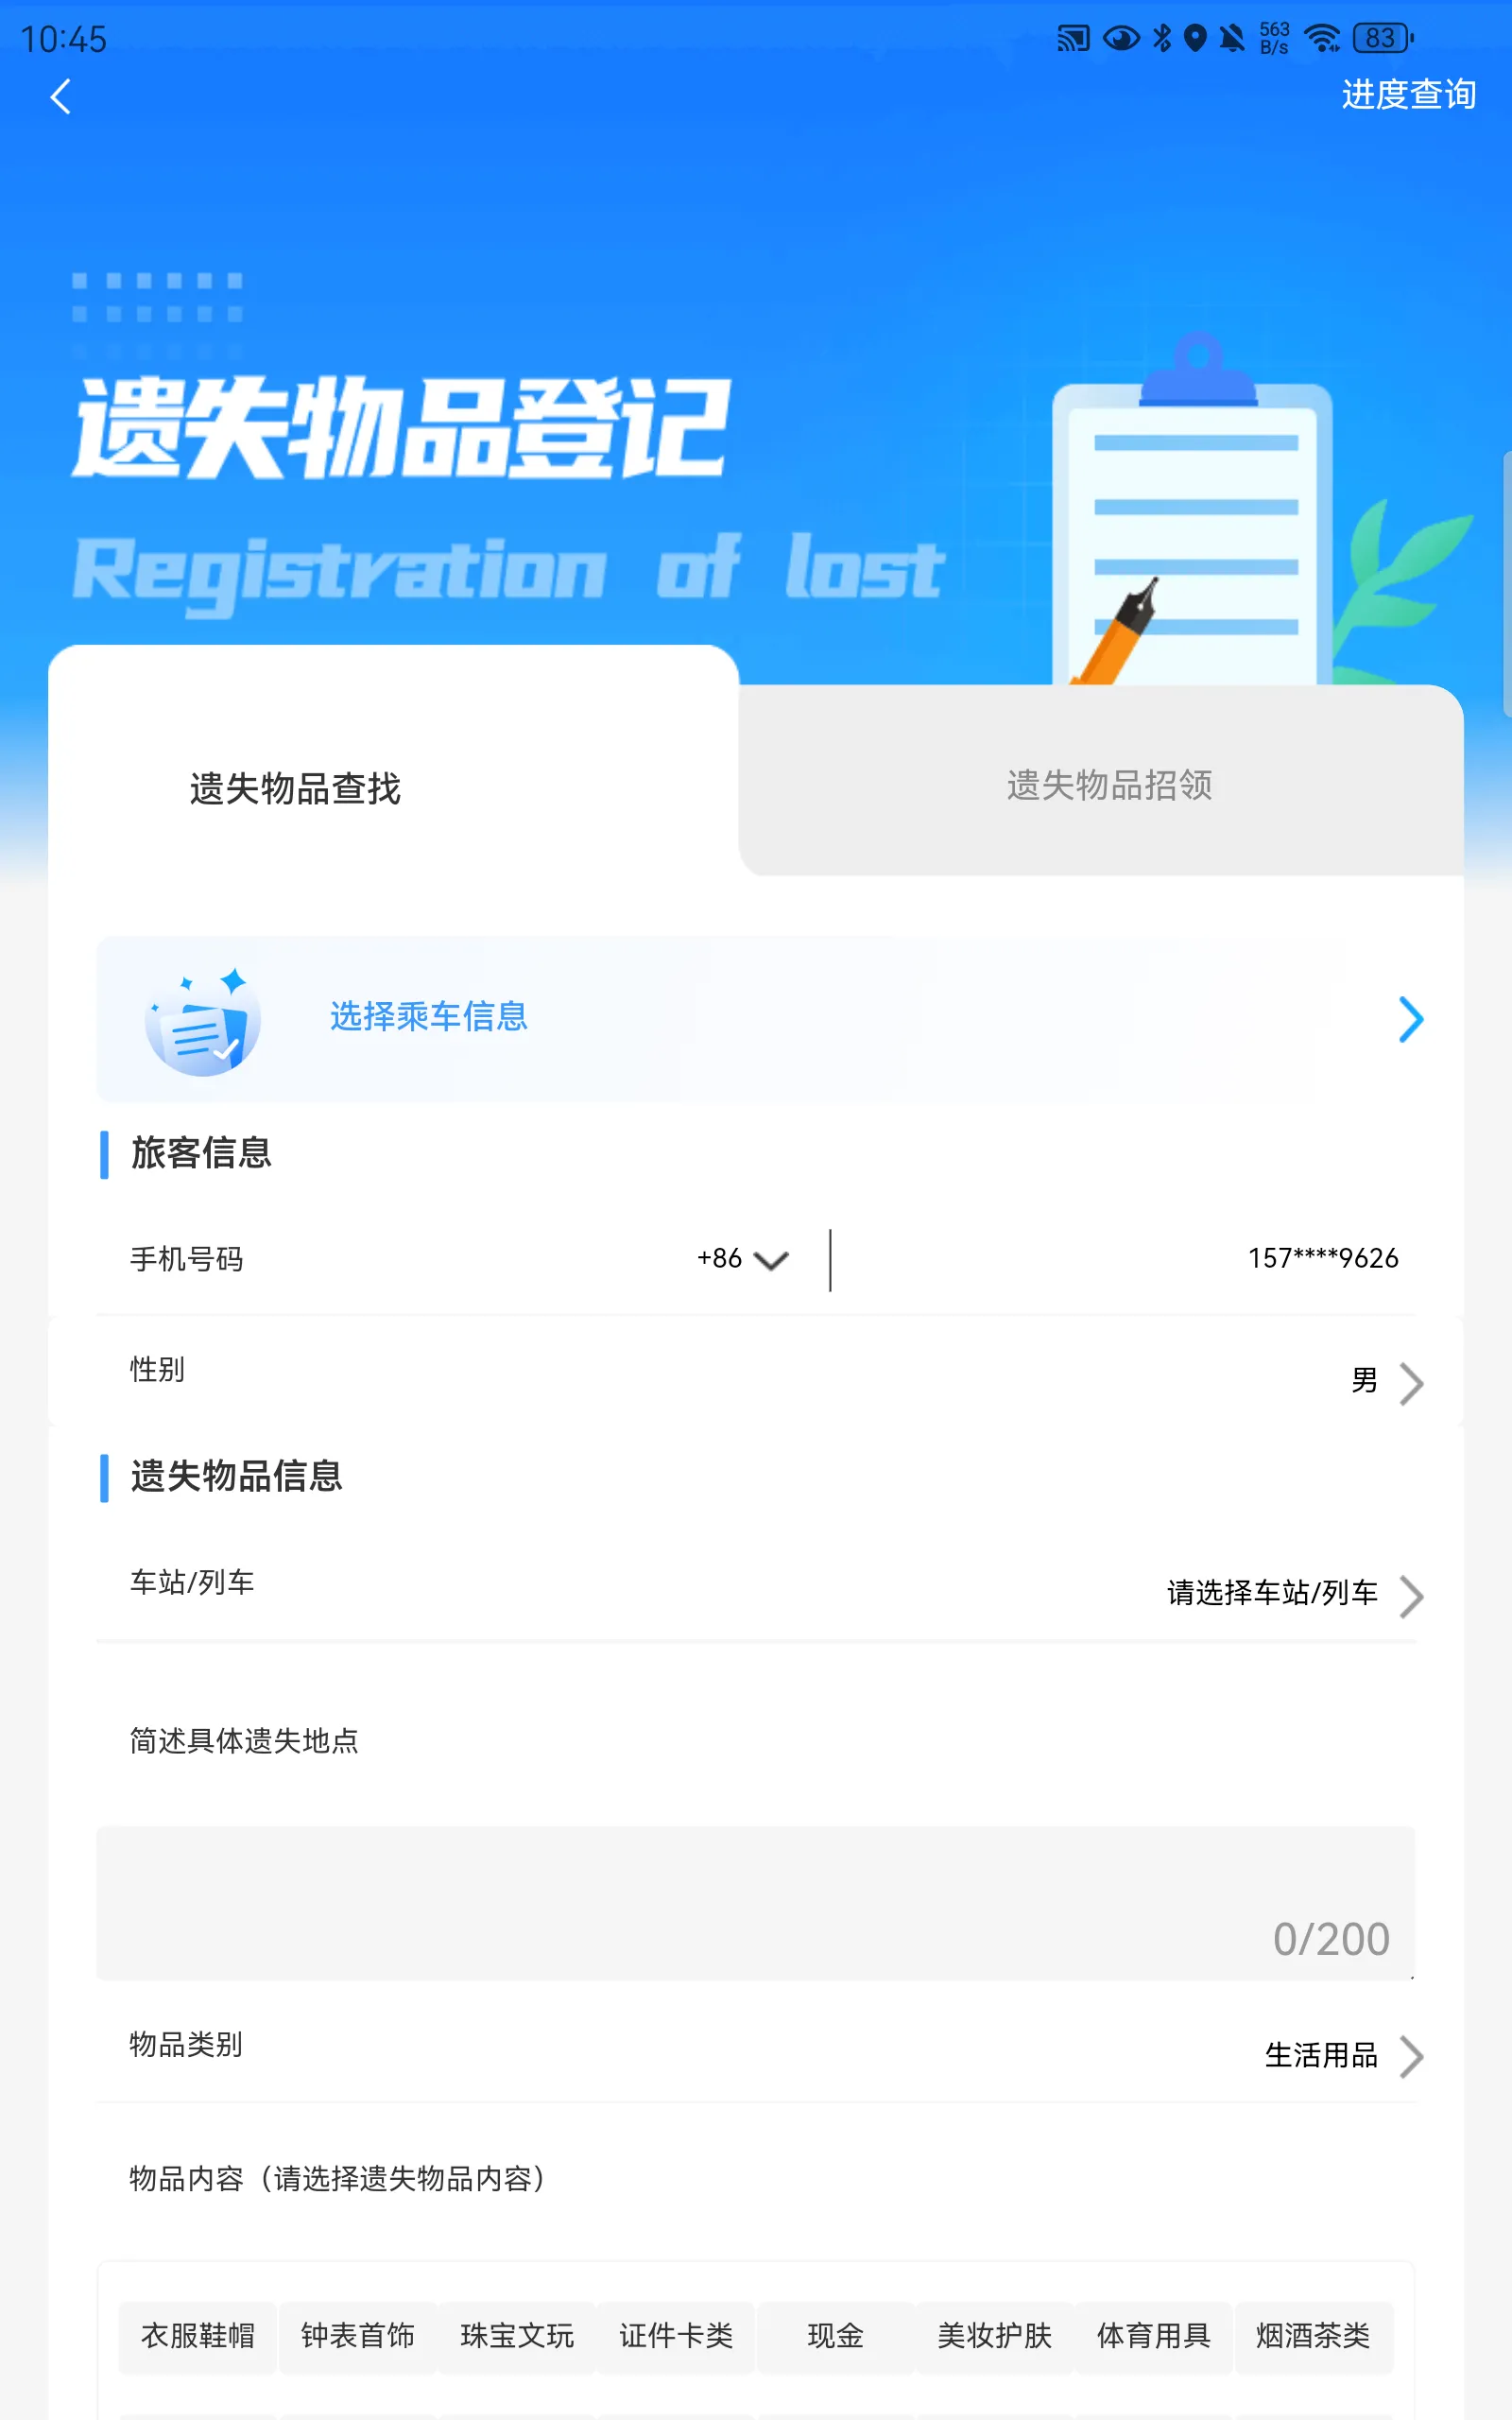 10:45
563
B/s
83
进度查询
遗失物品登记
Registration of lost
遗失物品查找
遗失物品招领
选择乘车信息
旅客信息
手机号码 +86 157****9626
性别 男
遗失物品信息
车站/列车 请选择车站/列车
简述具体遗失地点
0/200
物品类别 生活用品
物品内容（请选择遗失物品内容）
衣服鞋帽 钟表首饰 珠宝文玩 证件卡类 现金 美妆护肤 体育用具 烟酒茶类